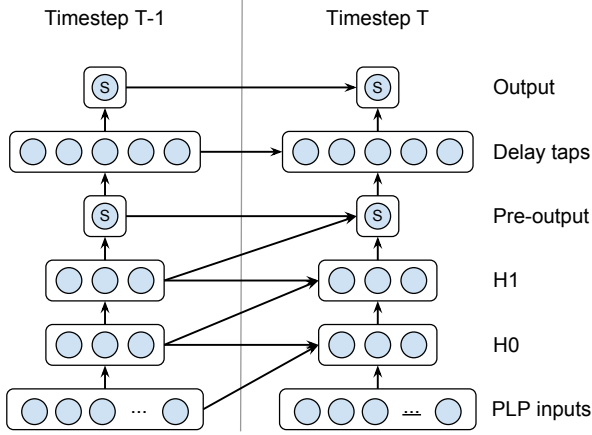 Timestep T-1 Timestep T
S S Output
Delay taps
S S Pre-output
H1
H0
... ... PLP inputs